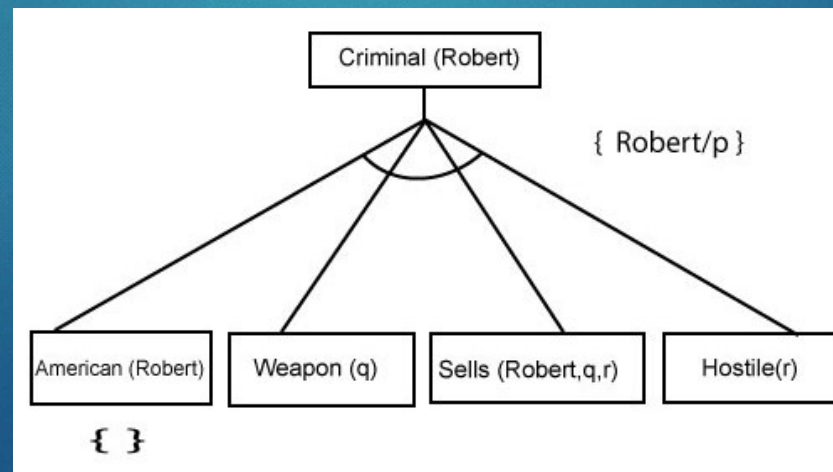 Criminal (Robert)
{ Robert/p }
American (Robert)
Weapon (q)
Sells (Robert,q,r)
Hostile(r)
{ }